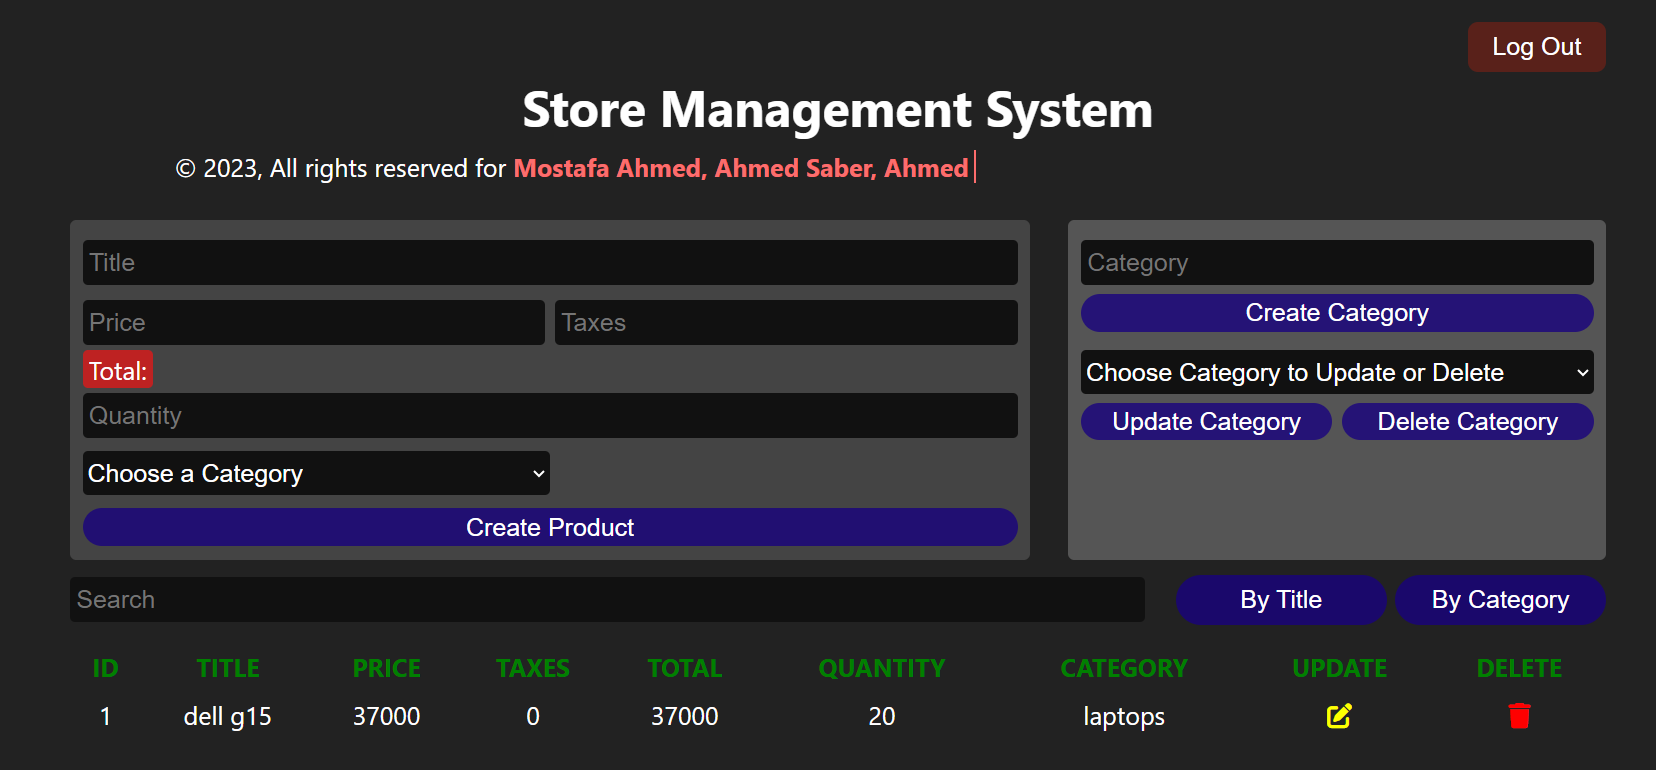 Log Out
Store Management System
© 2023, All rights reserved for Mostafa Ahmed, Ahmed Saber, Ahmed
Title
Price Taxes
Total:
Quantity
Choose a Category
Create Product
Category
Create Category
Choose Category to Update or Delete
Update Category Delete Category
Search By Title By Category
ID TITLE PRICE TAXES TOTAL QUANTITY CATEGORY UPDATE DELETE
1 dell g15 37000 0 37000 20 laptops